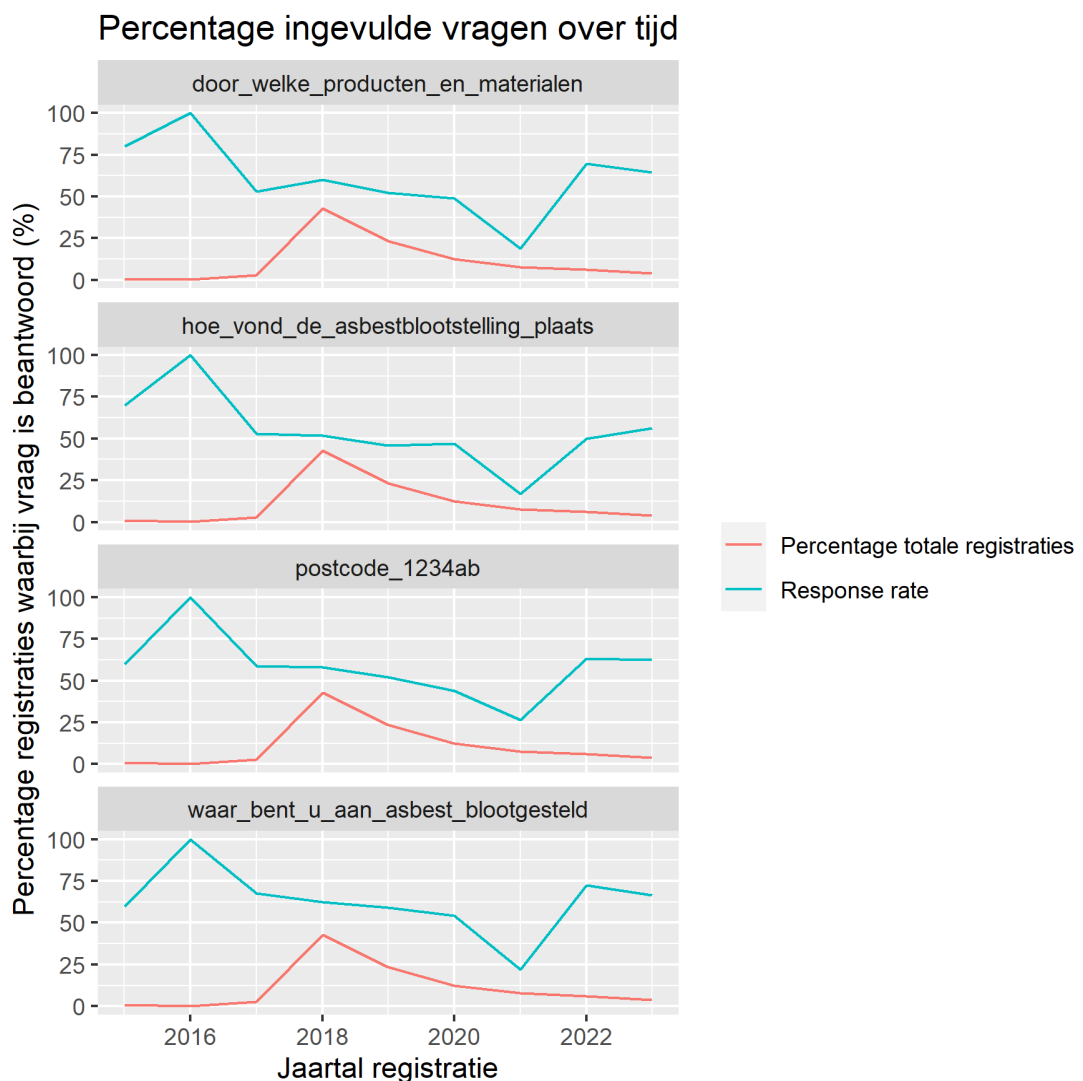 Percentage ingevulde vragen over tijd
Percentage registraties waarbij vraag is beantwoord (%)
door_welke_producten_en_materialen
100
75
50
25
0
hoe_vond_de_asbestblootstelling_plaats
100
75
50
25
0
postcode_1234ab
100
75
50
25
0
waar_bent_u_aan_asbest_blootgesteld
100
75
50
25
0
2016 2018 2020 2022
Jaartal registratie
Percentage totale registraties
Response rate